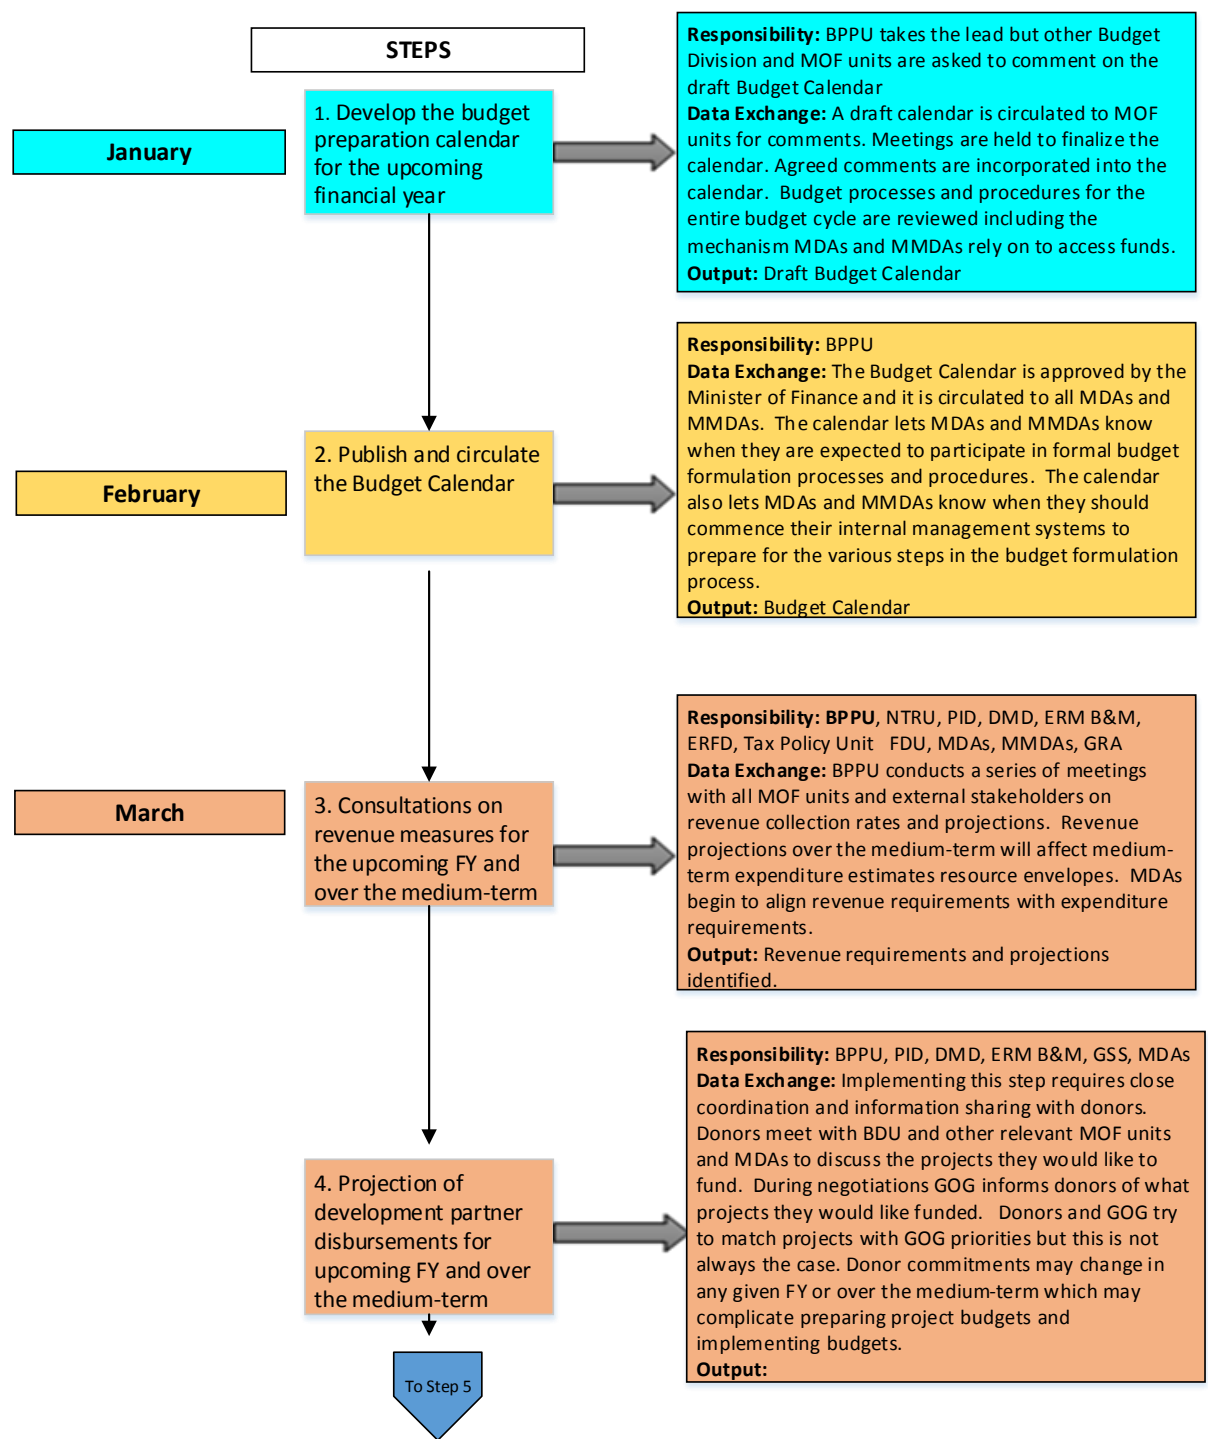 STEPS
January
1. Develop the budget
preparation calendar
for the upcoming
financial year
Responsibility: BPPU takes the lead but other Budget
Division and MOF units are asked to comment on the
draft Budget Calendar
Data Exchange: A draft calendar is circulated to MOF
units for comments. Meetings are held to finalize the
calendar. Agreed comments are incorporated into the
calendar.  Budget processes and procedures for the
entire budget cycle are reviewed including the
mechanism MDAs and MMDAs rely on to access funds.
Output: Draft Budget Calendar
February
2. Publish and circulate
the Budget Calendar
Responsibility: BPPU
Data Exchange: The Budget Calendar is approved by the
Minister of Finance and it is circulated to all MDAs and
MMDAs.  The calendar lets MDAs and MMDAs know
when they are expected to participate in formal budget
formulation processes and procedures.  The calendar
also lets MDAs and MMDAs know when they should
commence their internal management systems to
prepare for the various steps in the budget formulation
process.
Output: Budget Calendar
March
3. Consultations on
revenue measures for
the upcoming FY and
over the medium-term
Responsibility: BPPU, NTRU, PID, DMD, ERM B&M,
ERFD, Tax Policy Unit   FDU, MDAs, MMDAs, GRA
Data Exchange: BPPU conducts a series of meetings
with all MOF units and external stakeholders on
revenue collection rates and projections.  Revenue
projections over the medium-term will affect medium-
term expenditure estimates resource envelopes.  MDAs
begin to align revenue requirements with expenditure
requirements.
Output: Revenue requirements and projections
identified.
4. Projection of
development partner
disbursements for
upcoming FY and over
the medium-term
Responsibility: BPPU, PID, DMD, ERM B&M, GSS, MDAs
Data Exchange: Implementing this step requires close
coordination and information sharing with donors.
Donors meet with BDU and other relevant MOF units
and MDAs to discuss the projects they would like to
fund.  During negotiations GOG informs donors of what
projects they would like funded.   Donors and GOG try
to match projects with GOG priorities but this is not
always the case. Donor commitments may change in
any given FY or over the medium-term which may
complicate preparing project budgets and
implementing budgets.
Output:
To Step 5